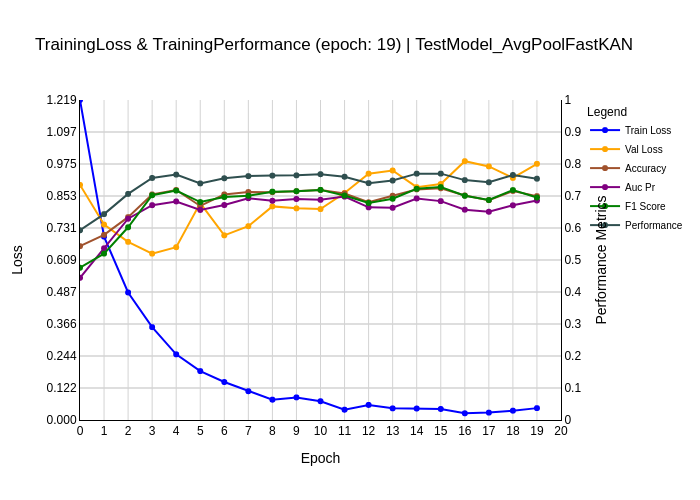 TrainingLoss & TrainingPerformance (epoch: 19) | TestModel_AvgPoolFastKAN
1.219
1.097
0.975
0.853
0.731
0.609
0.487
0.366
0.244
0.122
0.000
Loss
0 1 2 3 4 5 6 7 8 9 10 11 12 13 14 15 16 17 18 19 20
Epoch
1
0.9
0.8
0.7
0.6
0.5
0.4
0.3
0.2
0.1
0
Performance Metrics
Legend
Train Loss
Val Loss
Accuracy
Auc Pr
F1 Score
Performance